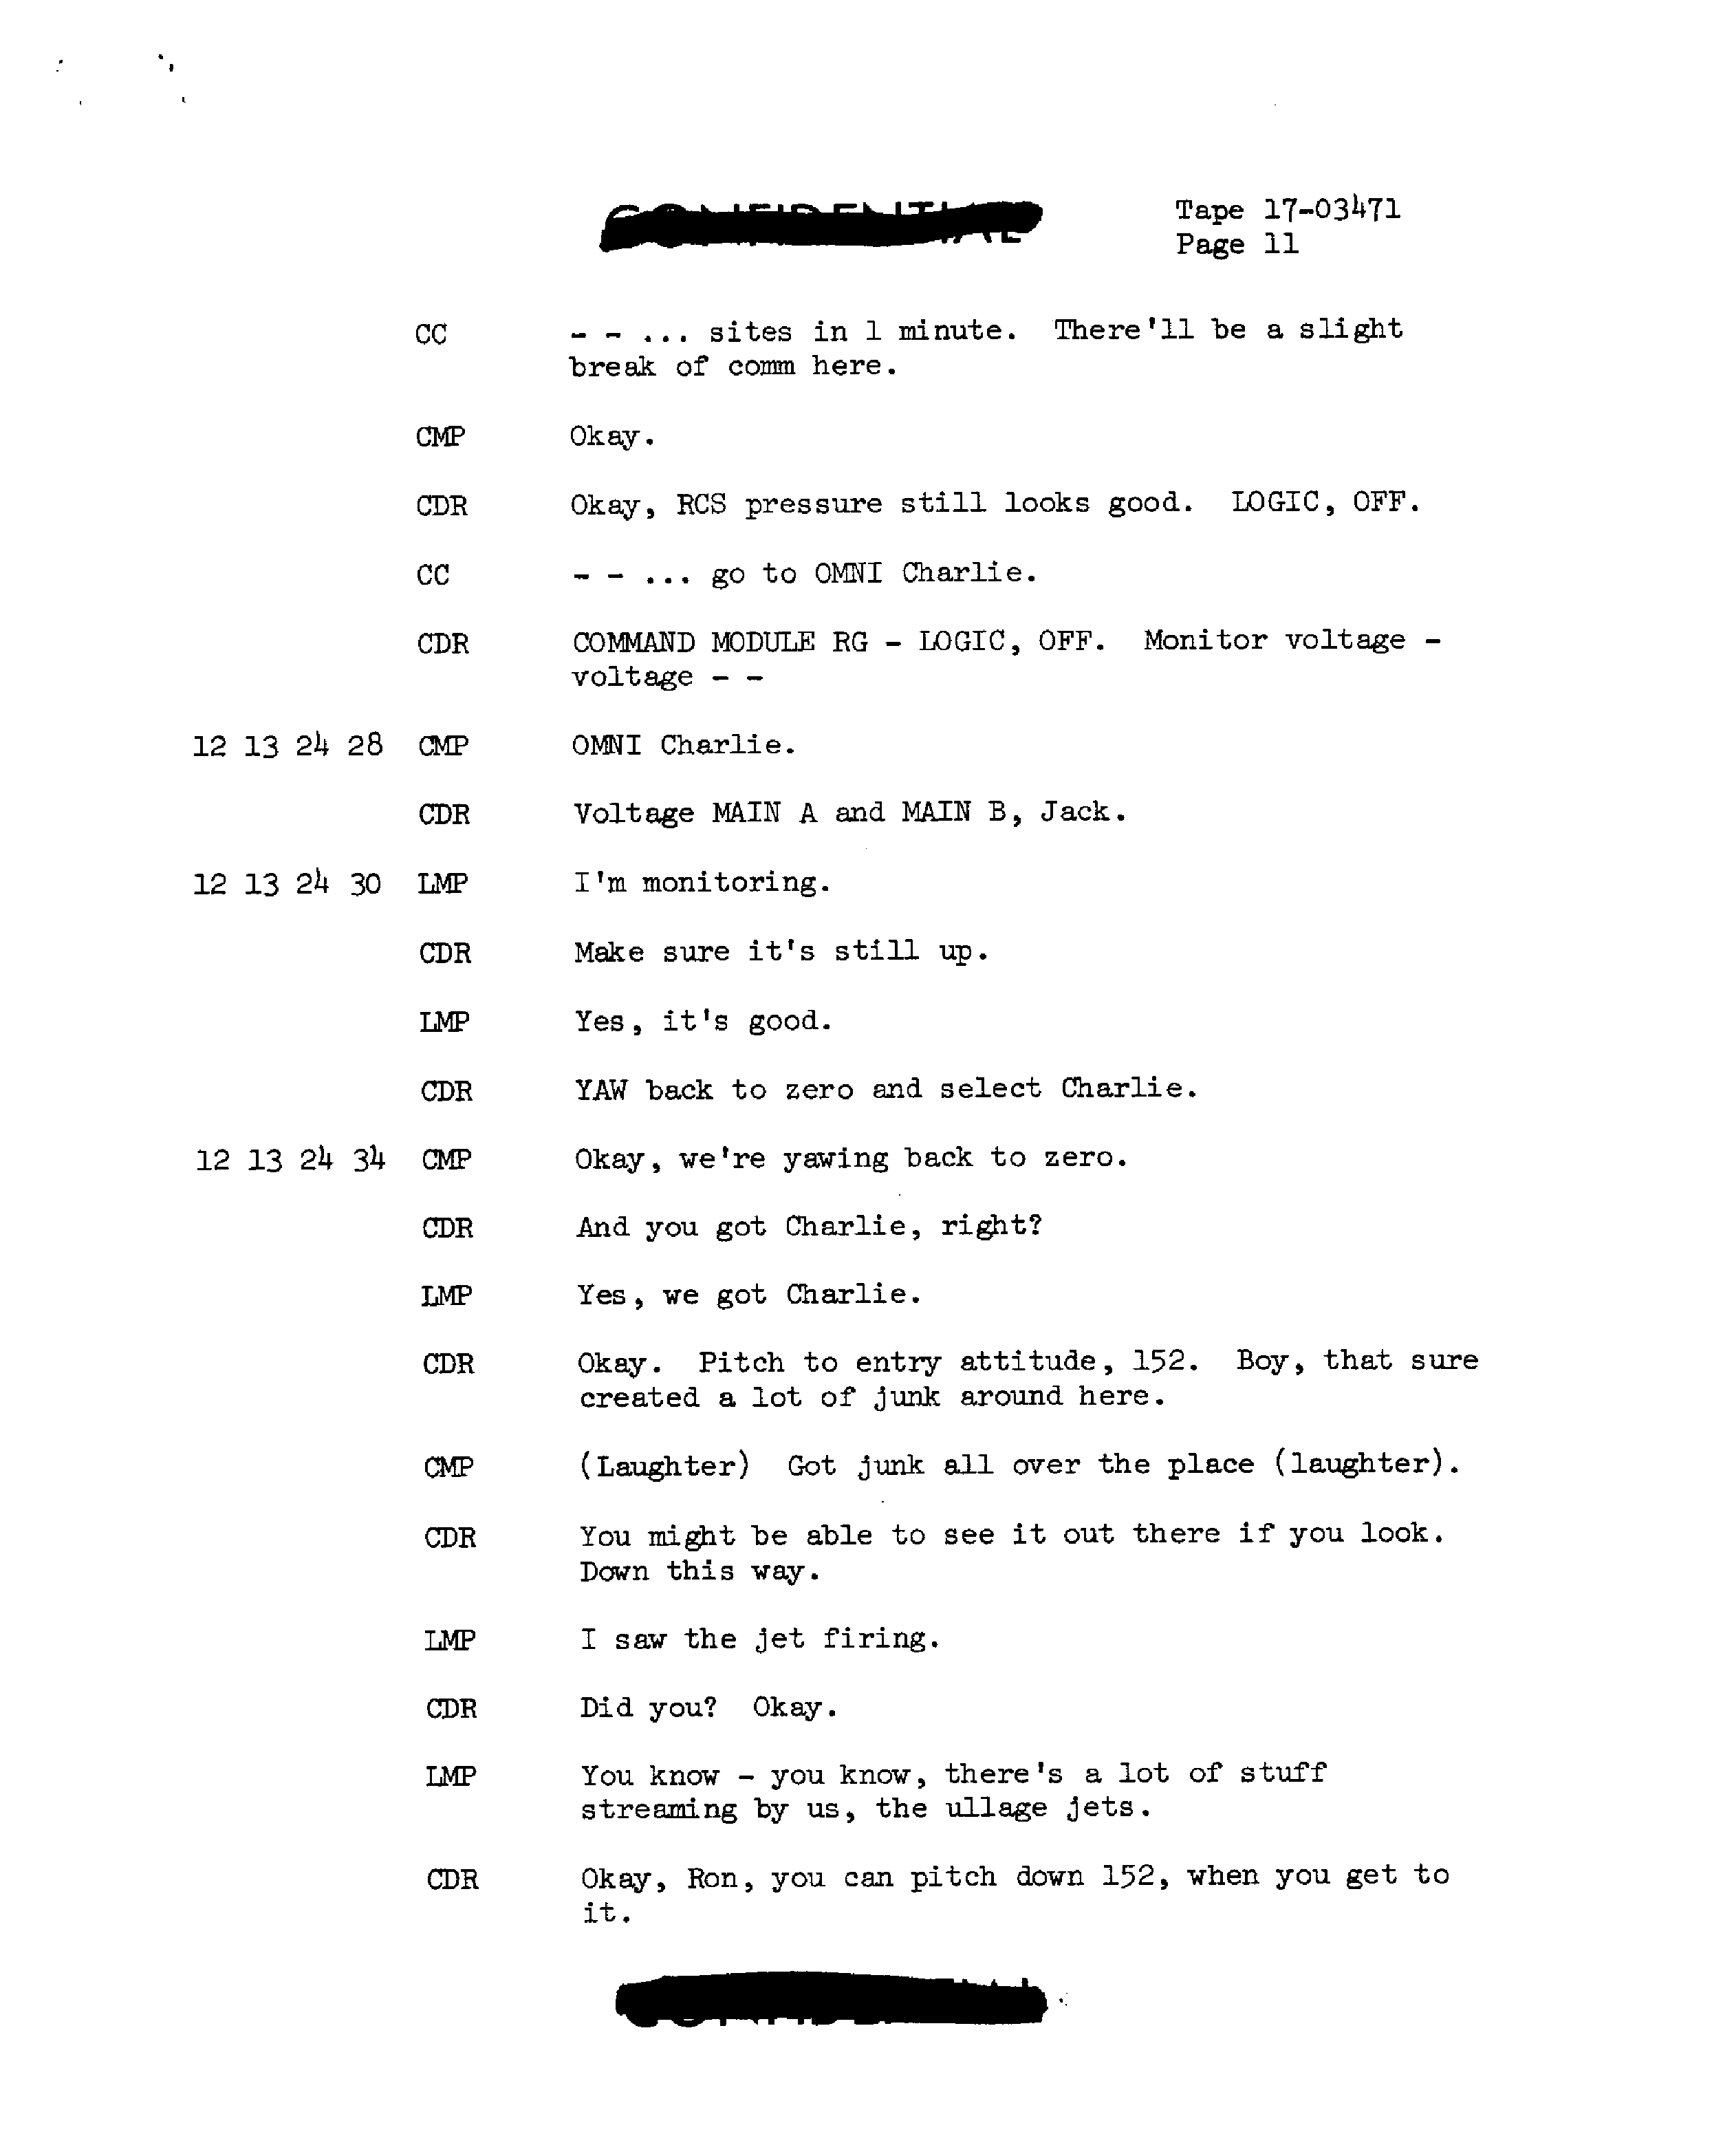 CONFIDENTIAL
Tape 17-03471
Page 11
CC - - ... sites in 1 minute. There'll be a slight
break of comm here.
CMP Okay.
CDR Okay, RCS pressure still looks good. LOGIC, OFF.
CC - - ... go to OMNI Charlie.
CDR COMMAND MODULE RG - LOGIC, OFF. Monitor voltage -
voltage - -
12 13 24 28 CMP OMNI Charlie.
CDR Voltage MAIN A and MAIN B, Jack.
12 13 24 30 LMP I'm monitoring.
CDR Make sure it's still up.
LMP Yes, it's good.
CDR YAW back to zero and select Charlie.
12 13 24 34 CMP Okay, we're yawing back to zero.
CDR And you got Charlie, right?
LMP Yes, we got Charlie.
CDR Okay. Pitch to entry attitude, 152. Boy, that sure
created a lot of junk around here.
CMP (Laughter) Got junk all over the place (laughter).
CDR You might be able to see it out there if you look.
Down this way.
LMP I saw the jet firing.
CDR Did you? Okay.
LMP You know - you know, there's a lot of stuff
streaming by us, the ullage jets.
CDR Okay, Ron, you can pitch down 152, when you get to
it.